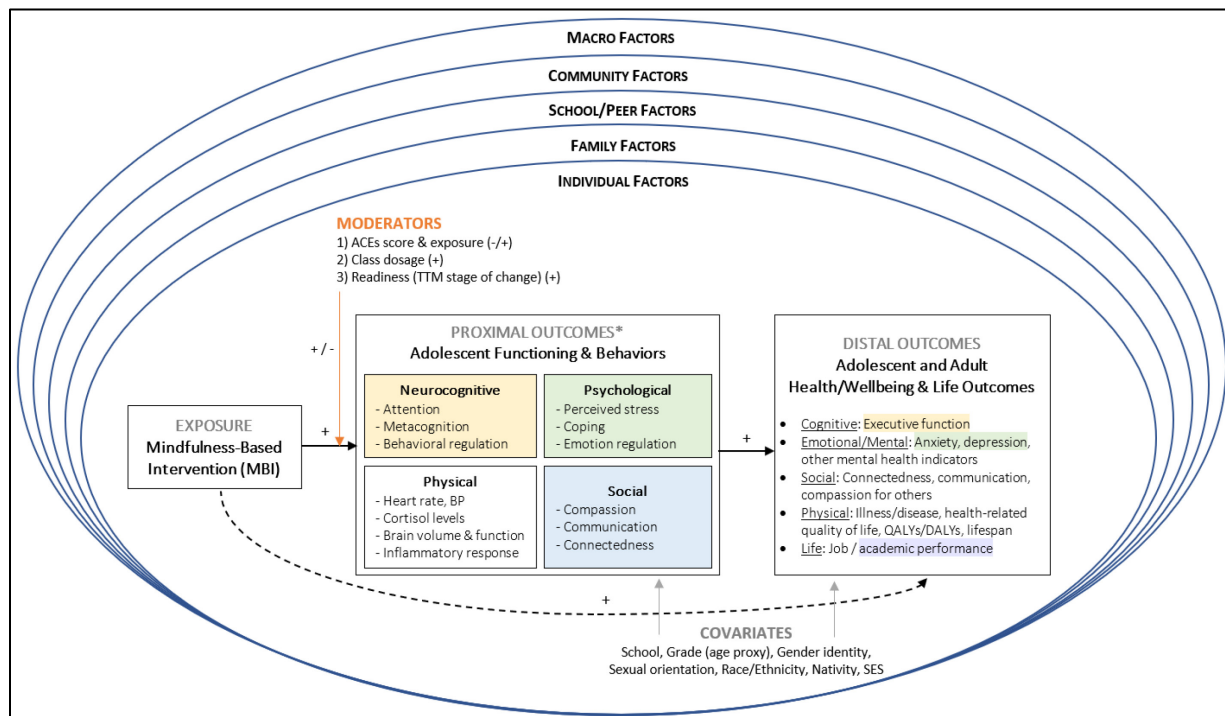 MACRO FACTORS
COMMUNITY FACTORS
SCHOOL/PEER FACTORS
FAMILY FACTORS
INDIVIDUAL FACTORS
MODERATORS
1) ACEs score & exposure (-/+)
2) Class dosage (+)
3) Readiness (TTM stage of change) (+)
+ / -
EXPOSURE
Mindfulness-Based
Intervention (MBI)
+
PROXIMAL OUTCOMES*
Adolescent Functioning & Behaviors
Neurocognitive
- Attention
- Metacognition
- Behavioral regulation
Psychological
- Perceived stress
- Coping
- Emotion regulation
Physical
- Heart rate, BP
- Cortisol levels
- Brain volume & function
- Inflammatory response
Social
- Compassion
- Communication
- Connectedness
+
DISTAL OUTCOMES
Adolescent and Adult
Health/Wellbeing & Life Outcomes
• Cognitive: Executive function
• Emotional/Mental: Anxiety, depression,
other mental health indicators
• Social: Connectedness, communication,
compassion for others
• Physical: Illness/disease, health-related
quality of life, QALYs/DALYs, lifespan
• Life: Job / academic performance
+
COVARIATES
School, Grade (age proxy), Gender identity,
Sexual orientation, Race/Ethnicity, Nativity, SES